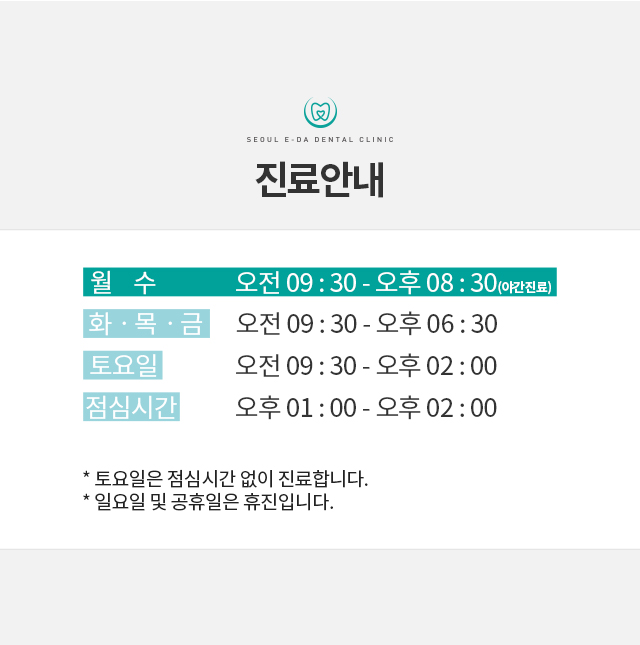 SEOUL E-DA DENTAL CLINIC
진료안내
월 수 오전 09 : 30 - 오후 08 : 30(야간진료)
화 · 목 · 금 오전 09 : 30 - 오후 06 : 30
토요일 오전 09 : 30 - 오후 02 : 00
점심시간 오후 01 : 00 - 오후 02 : 00
* 토요일은 점심시간 없이 진료합니다.
* 일요일 및 공휴일은 휴진입니다.